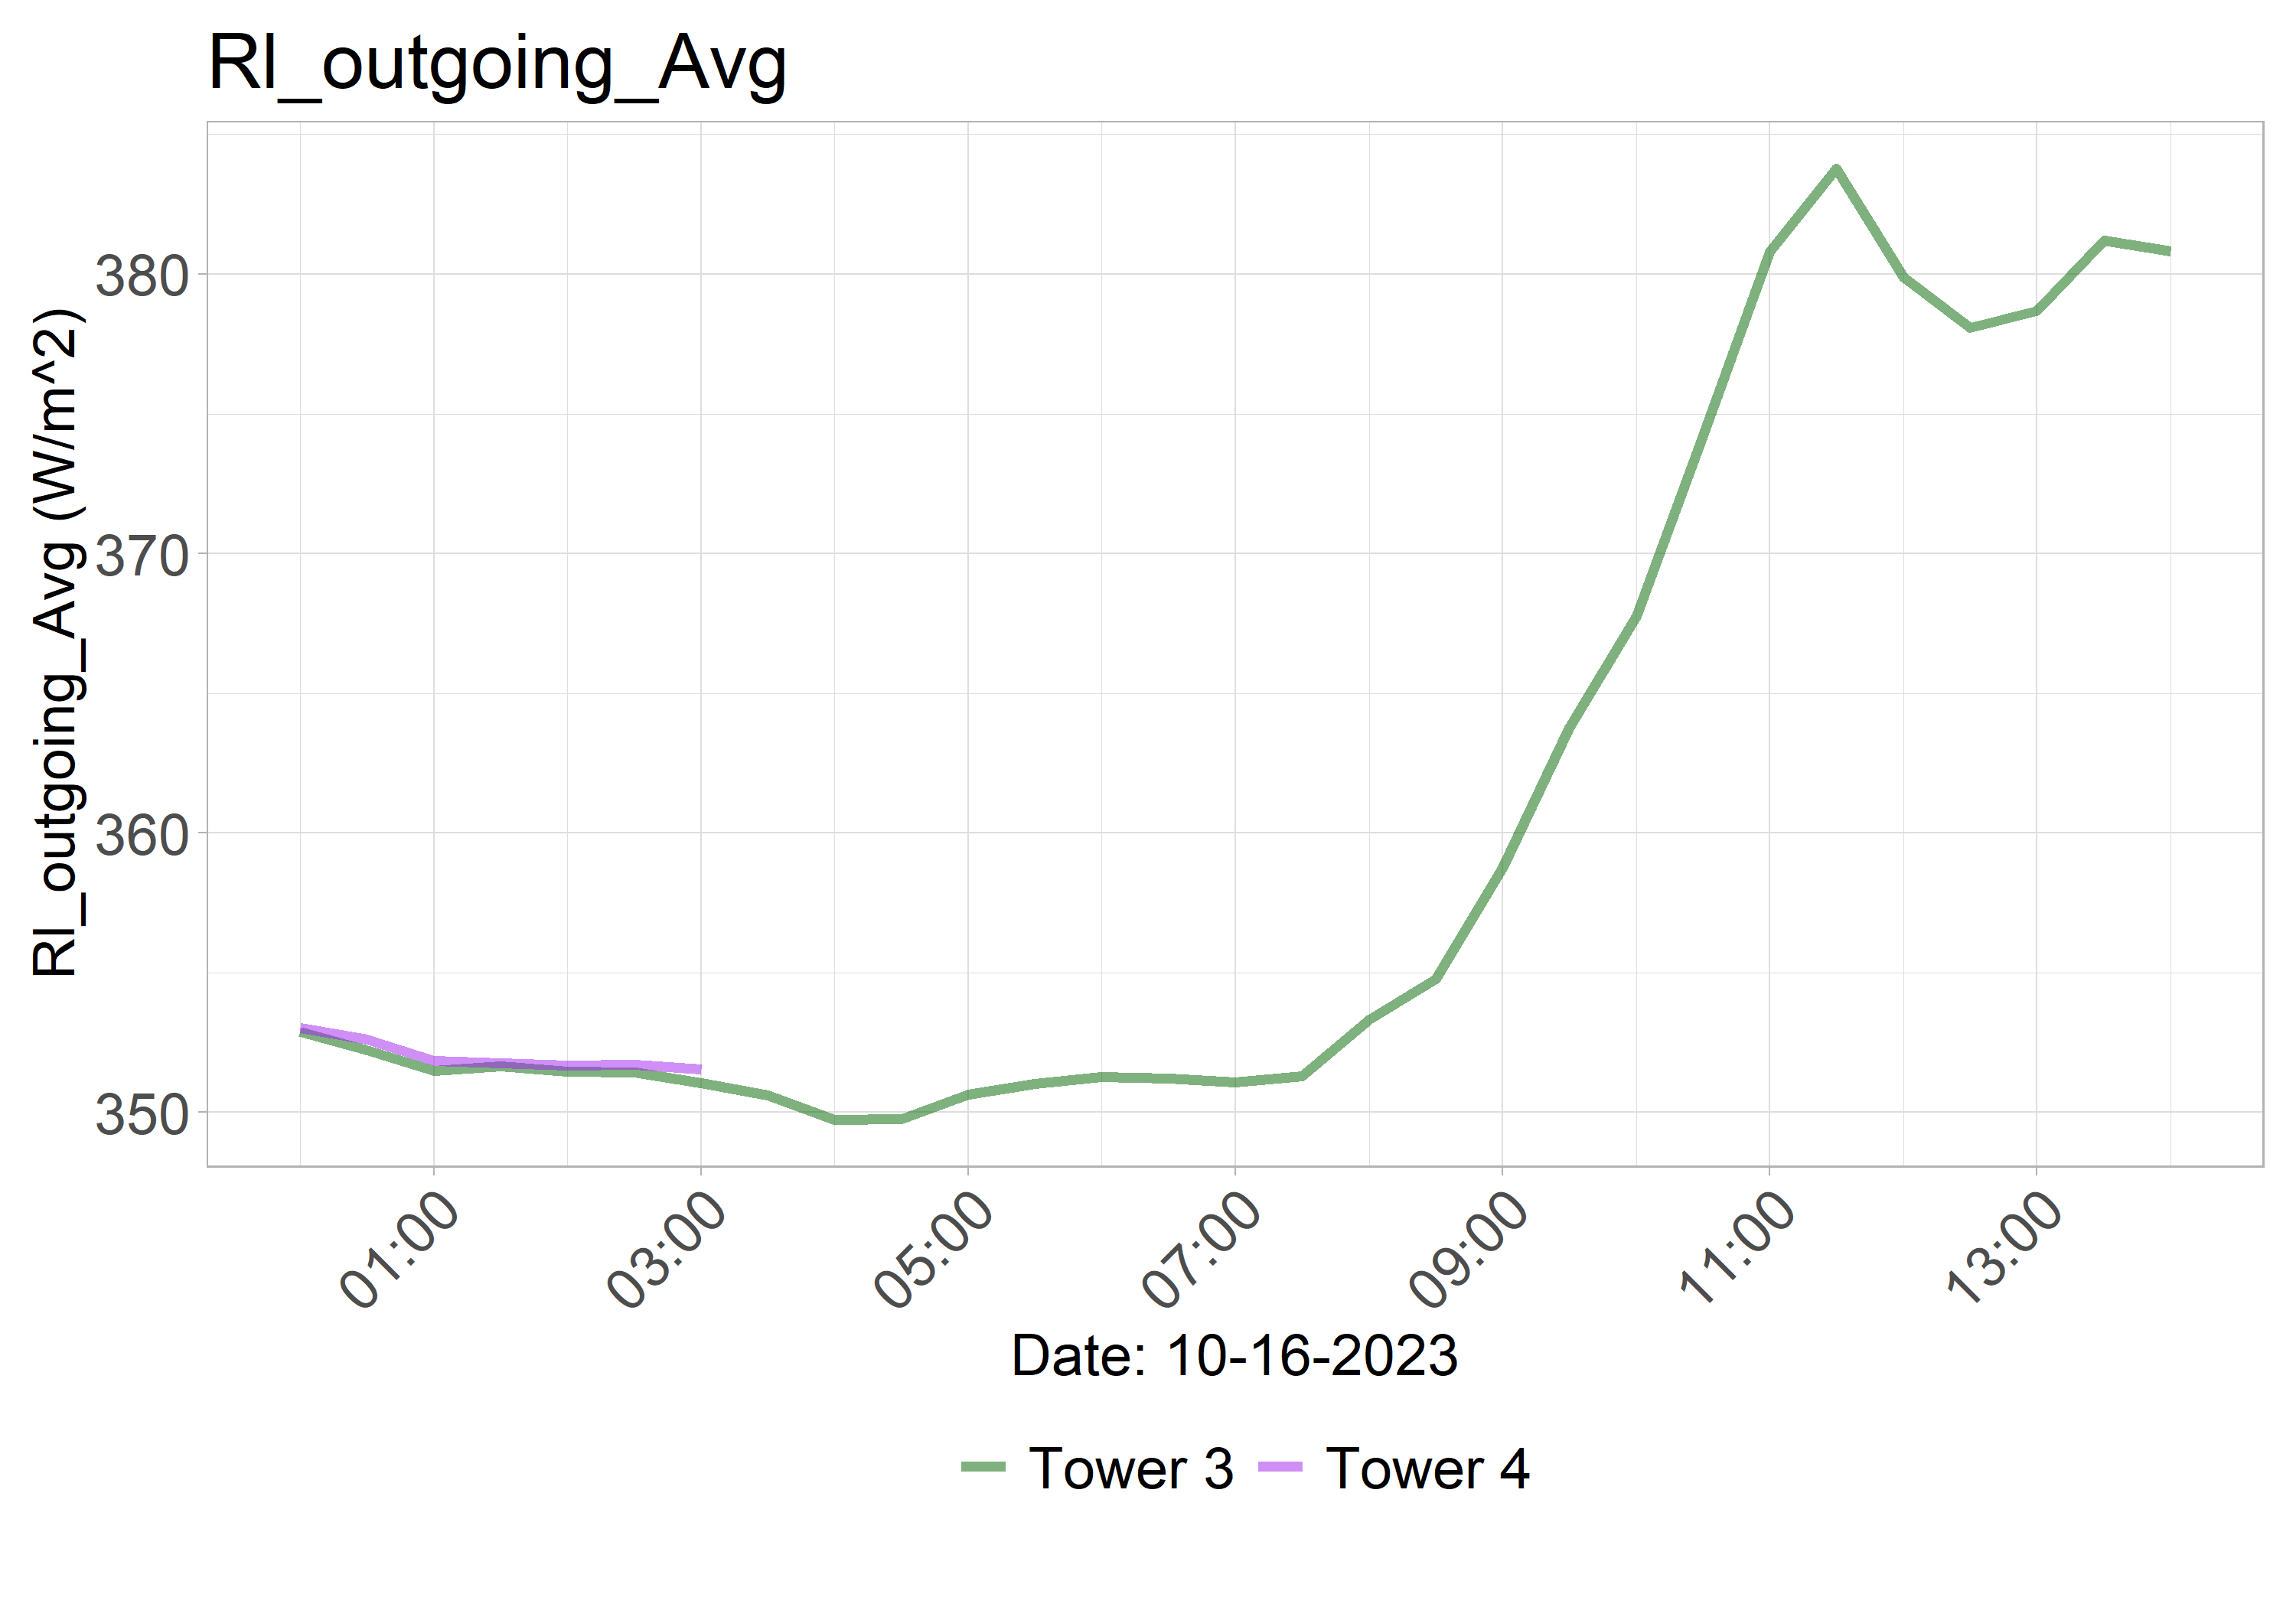 Rl_outgoing_Avg
Rl_outgoing_Avg (W/m^2)
380
370
360
350
01:00
03:00
05:00
07:00
09:00
11:00
13:00
Date: 10-16-2023
Tower 3
Tower 4